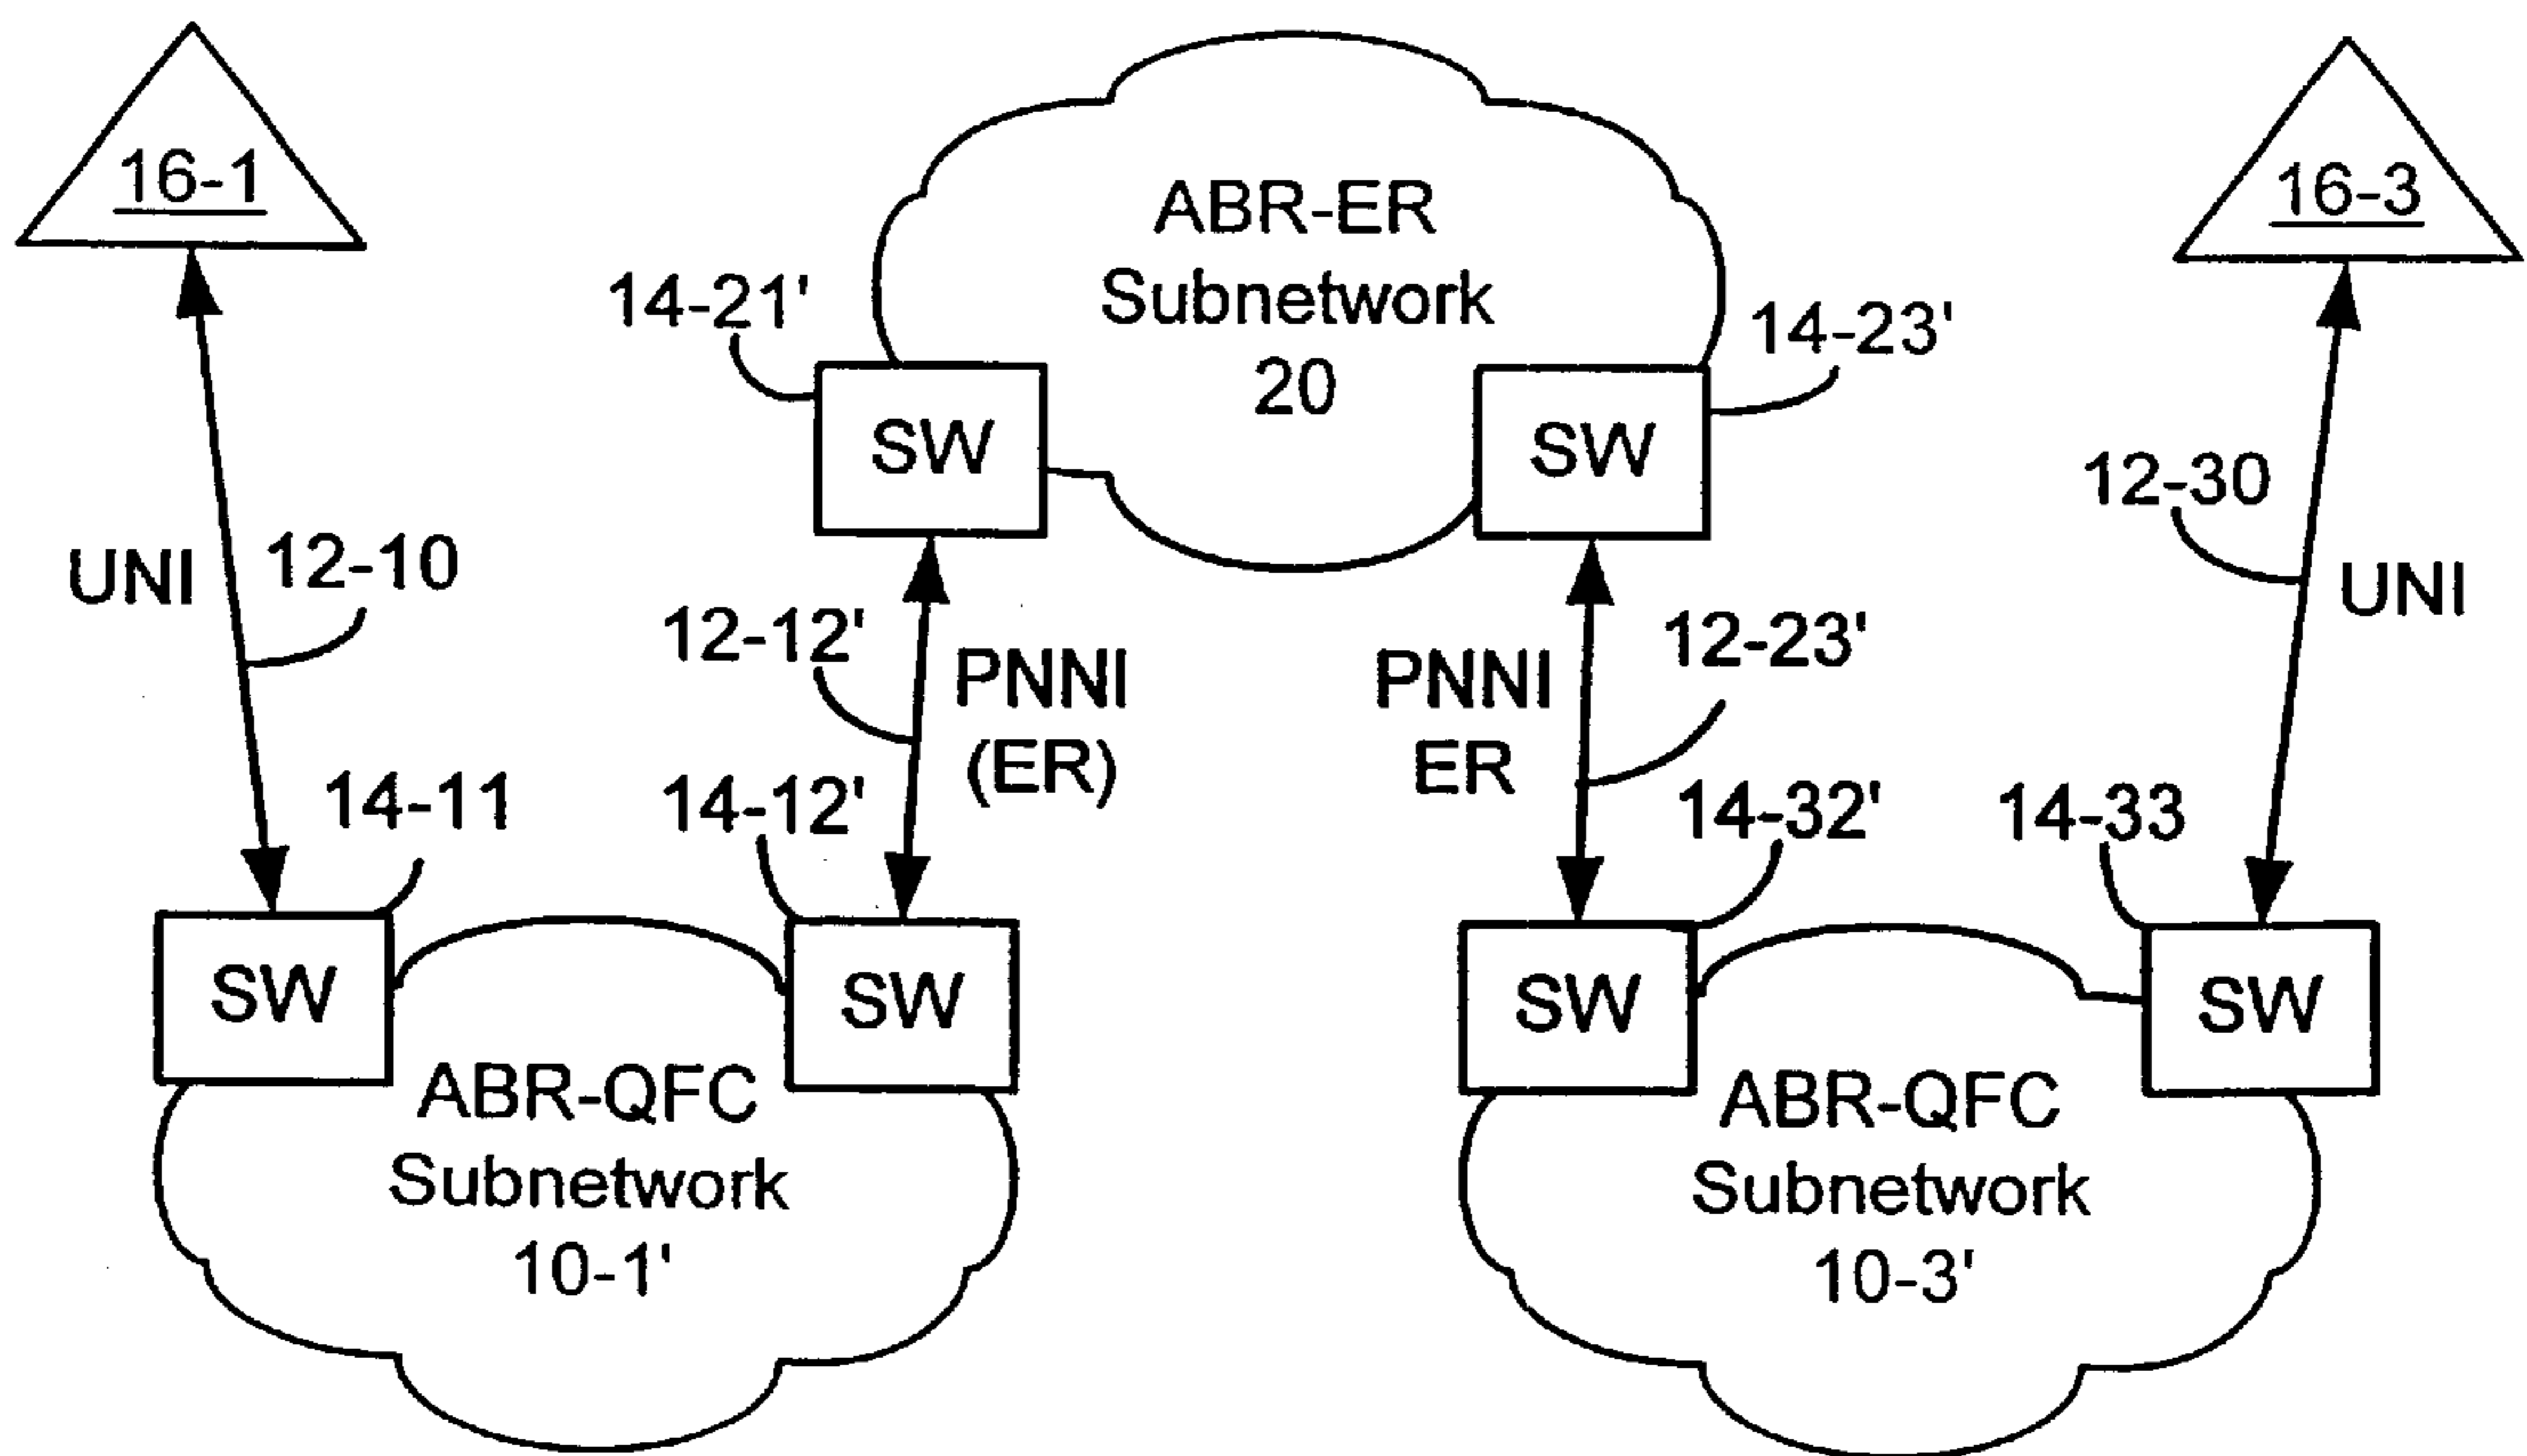 16-1
16-3
ABR-ER
Subnetwork
20
14-21'
14-23'
SW
SW
12-30
UNI
12-10
UNI
12-12'
PNNI
(ER)
PNNI
ER
12-23'
14-11
14-12'
14-32'
14-33
SW
SW
SW
SW
ABR-QFC
Subnetwork
10-1'
ABR-QFC
Subnetwork
10-3'